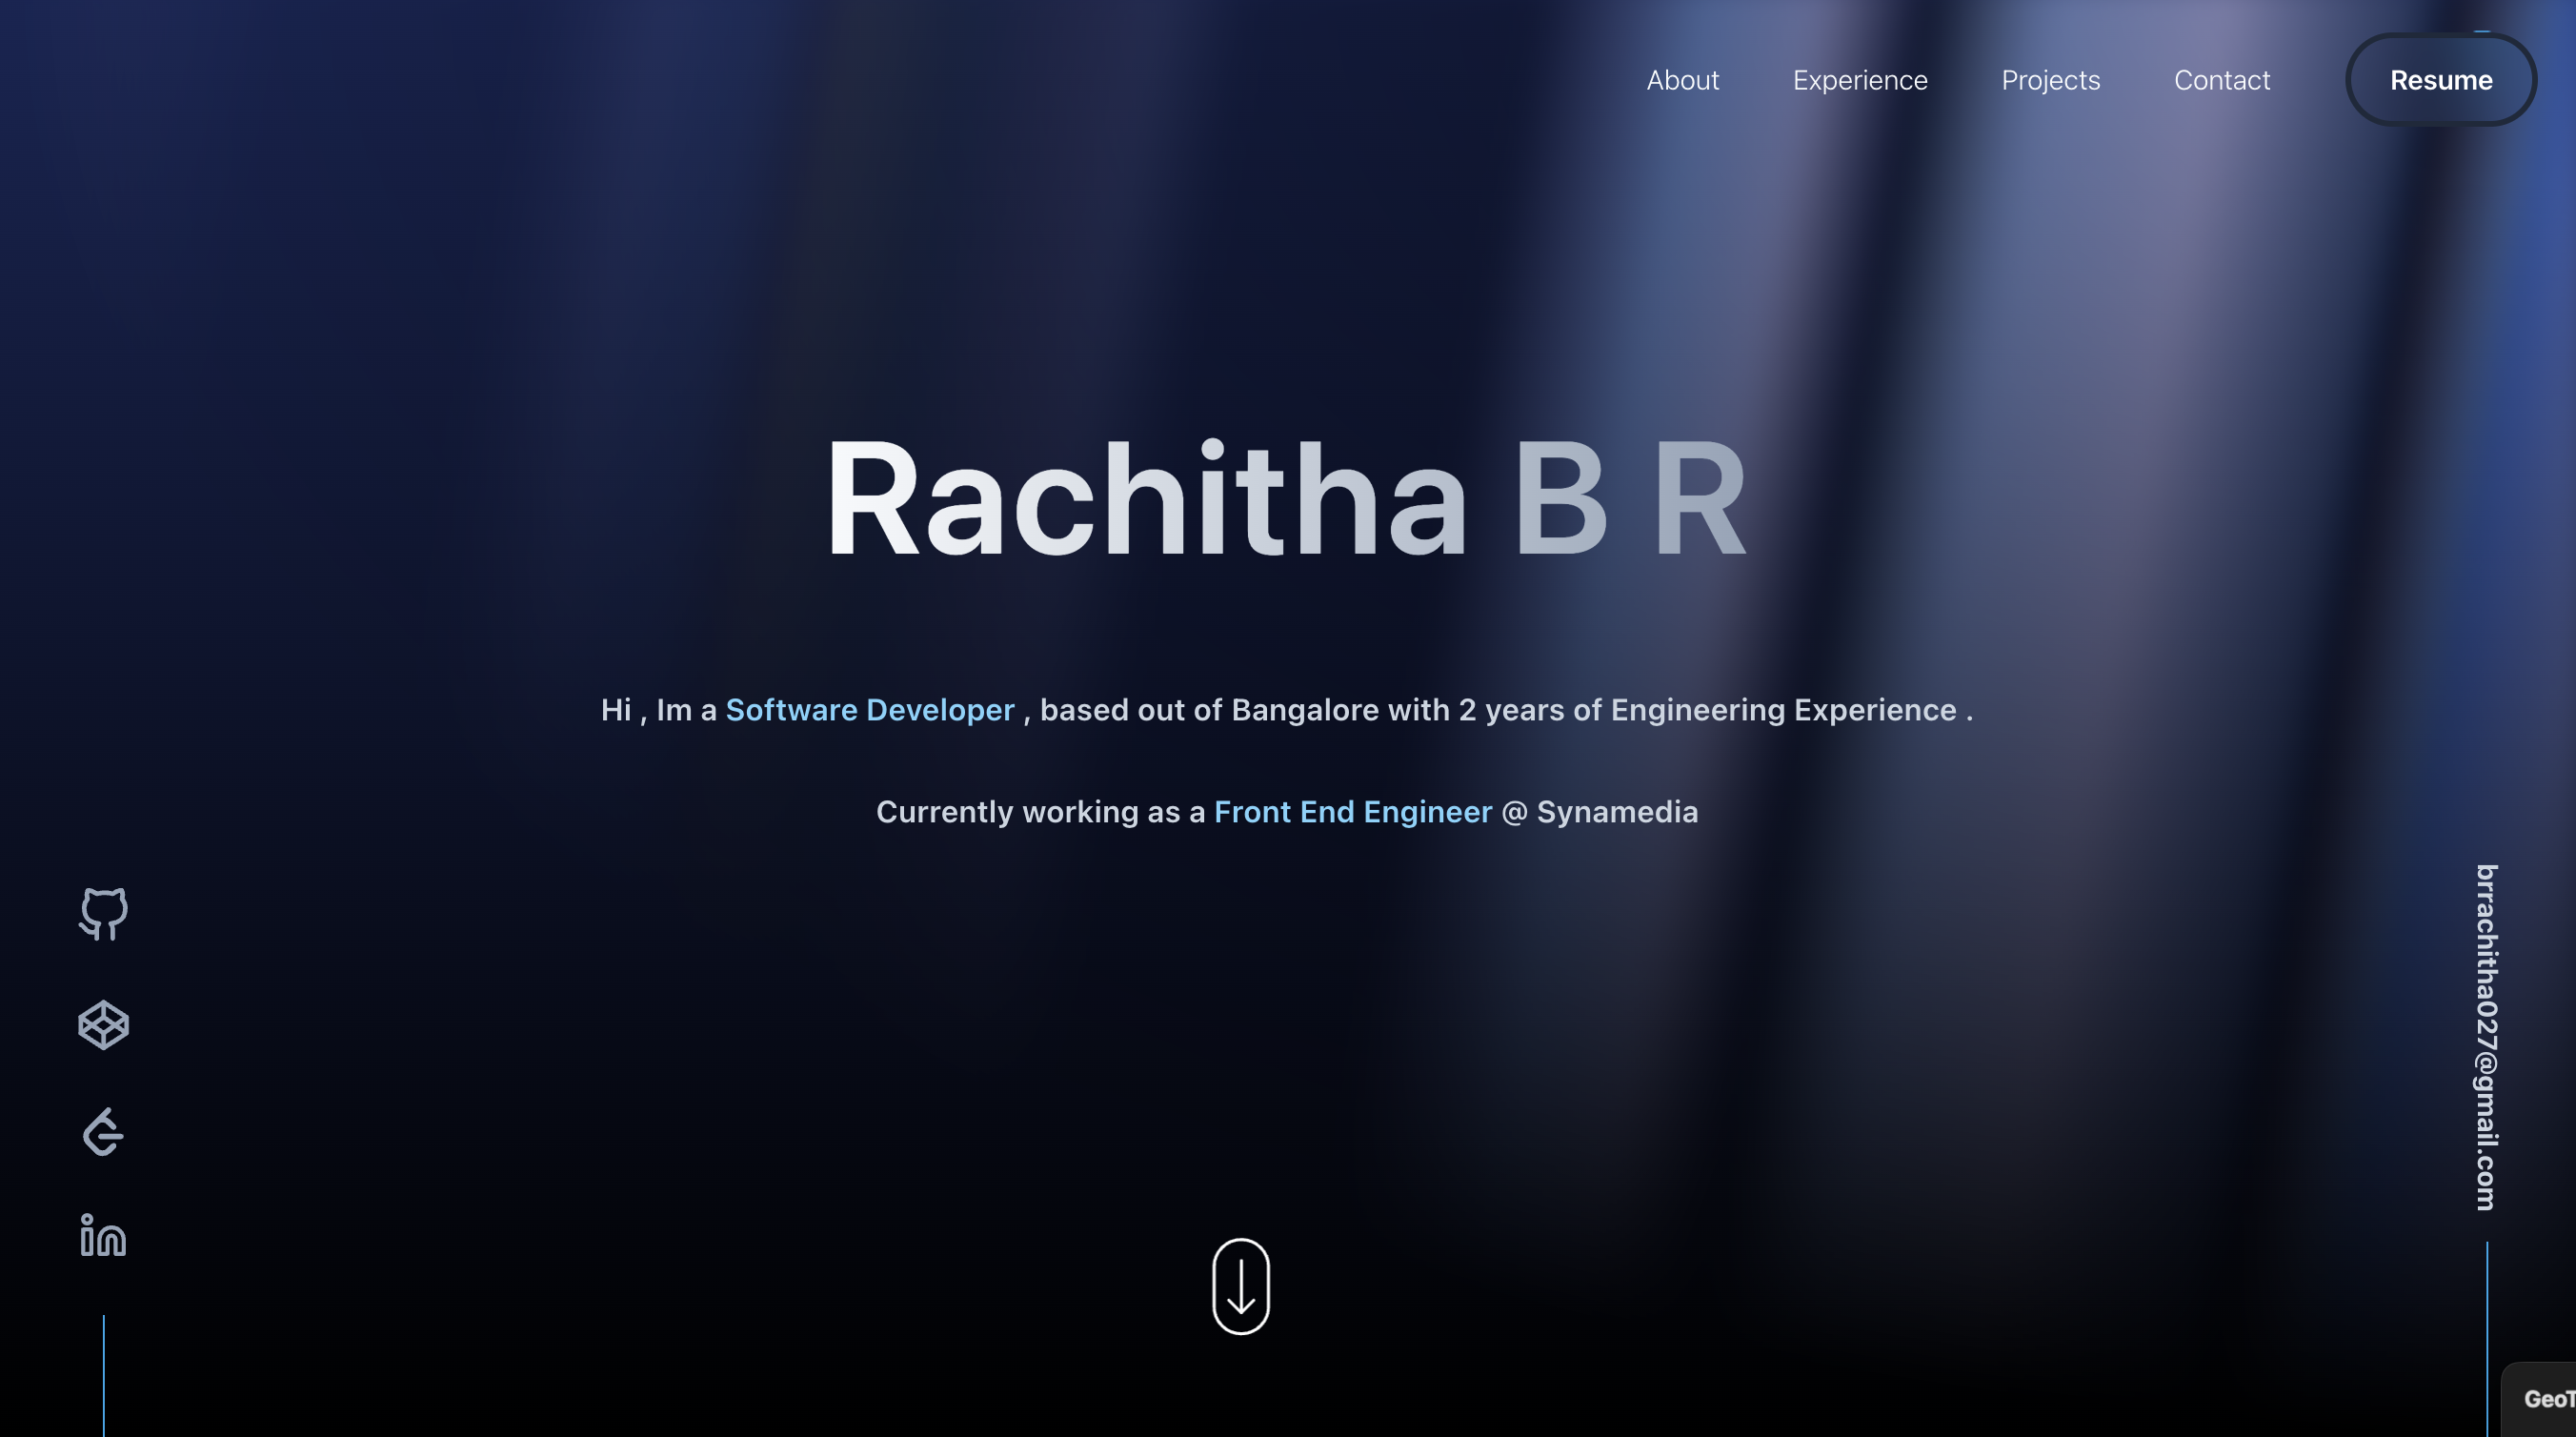 About Experience Projects Contact Resume
Rachitha B R
Hi , Im a Software Developer , based out of Bangalore with 2 years of Engineering Experience .
Currently working as a Front End Engineer @ Synamedia
brrachitha027@gmail.com